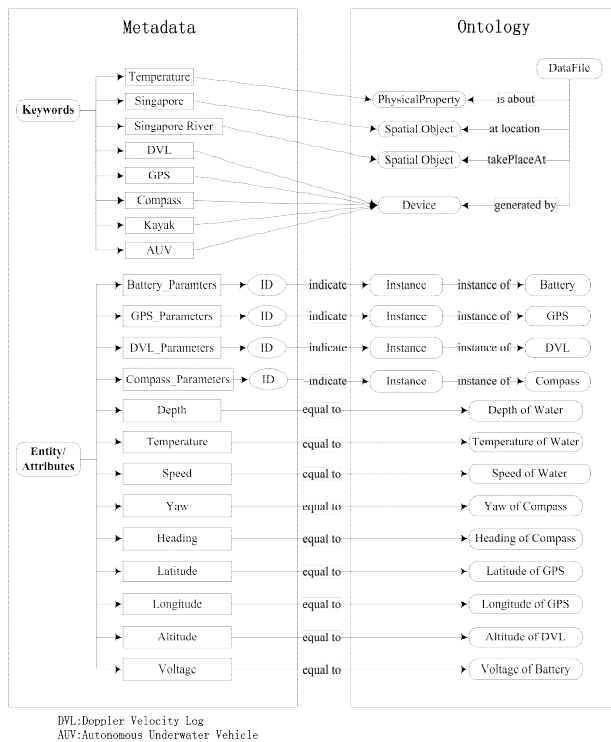 Metadata
Ontology
DataFile
Keywords
Temperature
PhysicalProperty
is about
Singapore
Spatial Object
at location
Singapore River
Spatial Object
takePlaceAt
DVL
GPS
Compass
Device
generated by
Kayak
AUV
Battery_Paramters
ID
indicate
Instance
instance of
Battery
GPS_Parameters
ID
indicate
Instance
instance of
GPS
DVL_Parameters
ID
indicate
Instance
instance of
DVL
Compass_Parameters
ID
indicate
Instance
instance of
Compass
Entity/
Attributes
Depth
equal to
Depth of Water
Temperature
equal to
Temperature of Water
Speed
equal to
Speed of Water
Yaw
equal to
Yaw of Compass
Heading
equal to
Heading of Compass
Latitude
equal to
Latitude of GPS
Longitude
equal to
Longitude of GPS
Altitude
equal to
Altitude of DVL
Voltage
equal to
Voltage of Battery
DVL:Doppler Velocity Log
AUV:Autonomous Underwater Vehicle